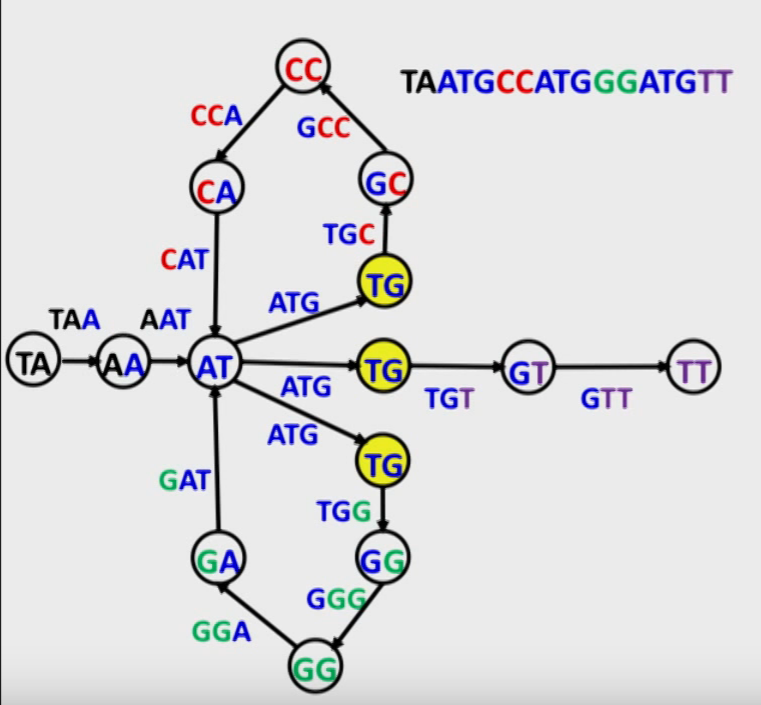 CC
TAATGCCATGGGATGTT
CCA
GCC
CA
GC
TGC
CAT
TG
ATG
TAA
AAT
TA
AA
AT
TG
GT
TT
ATG
TGT
GTT
ATG
TG
GAT
TGG
GA
GG
GGG
GGA
GG